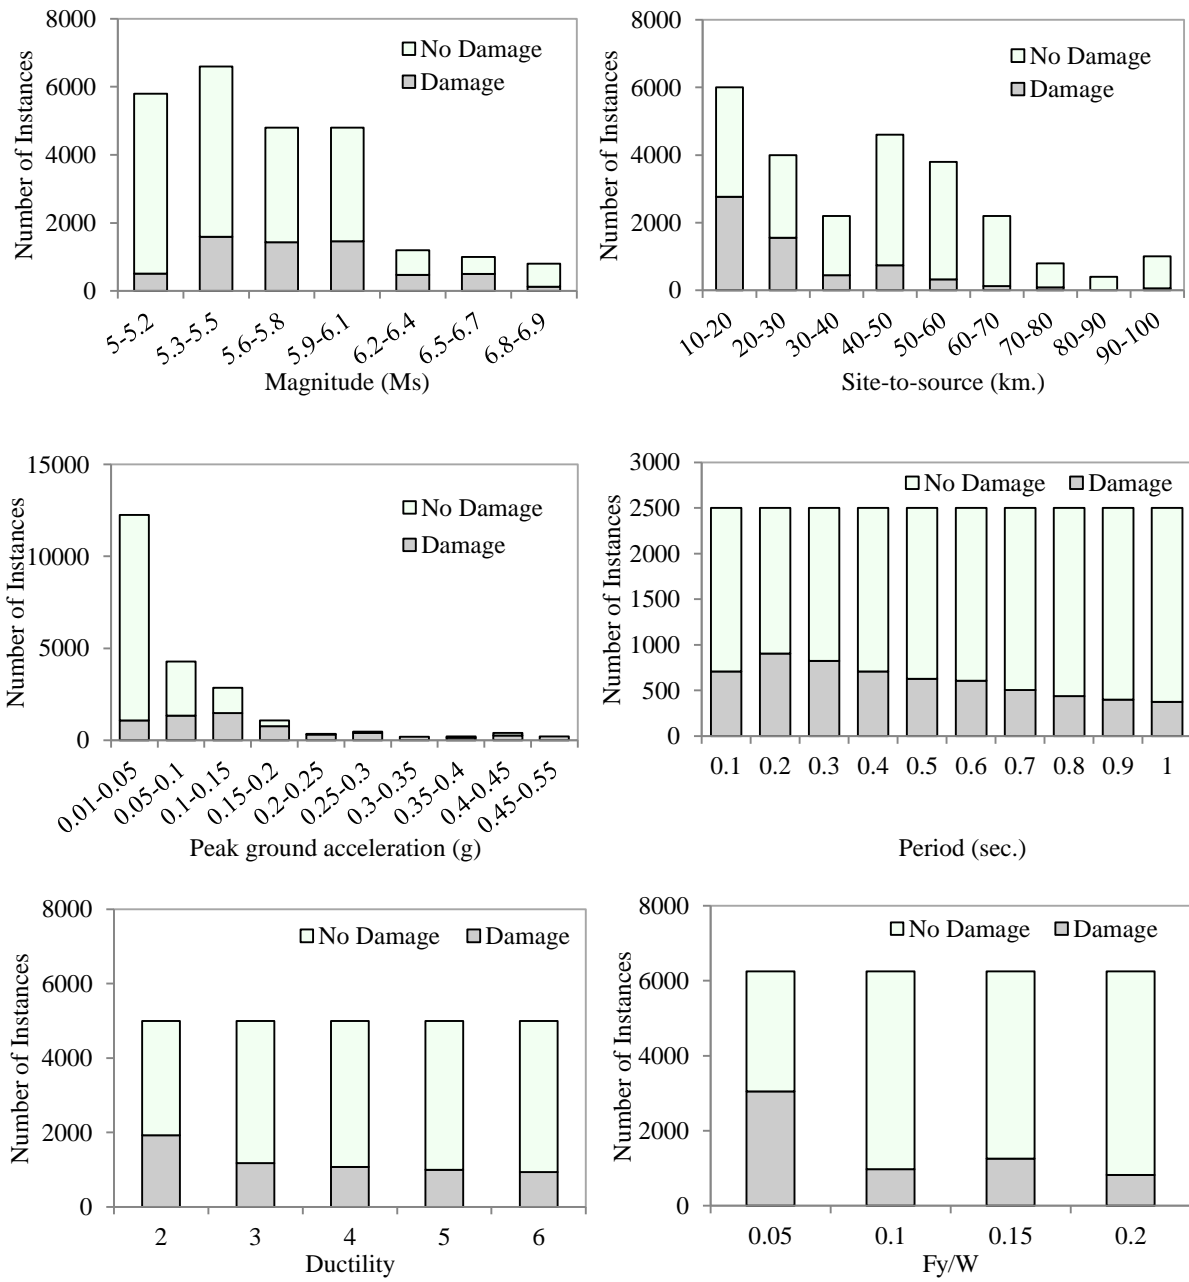 8000
6000
4000
2000
0
Number of Instances
No Damage
Damage
5-5.2
5.3-5.5
5.6-5.8
5.9-6.1
6.2-6.4
6.5-6.7
6.8-6.9
Magnitude (Ms)
8000
6000
4000
2000
0
Number of Instances
No Damage
Damage
10-20
20-30
30-40
40-50
50-60
60-70
70-80
80-90
90-100
Site-to-source (km.)
15000
10000
5000
0
Number of Instances
No Damage
Damage
0.01-0.05
0.05-0.1
0.1-0.15
0.15-0.2
0.2-0.25
0.25-0.3
0.3-0.35
0.35-0.4
0.4-0.45
0.45-0.55
Peak ground acceleration (g)
3000
2500
2000
1500
1000
500
0
Number of Instances
No Damage Damage
0.1 0.2 0.3 0.4 0.5 0.6 0.7 0.8 0.9 1
Period (sec.)
8000
6000
4000
2000
0
Number of Instances
No Damage Damage
2 3 4 5 6
Ductility
8000
6000
4000
2000
0
Number of Instances
No Damage Damage
0.05 0.1 0.15 0.2
Fy/W